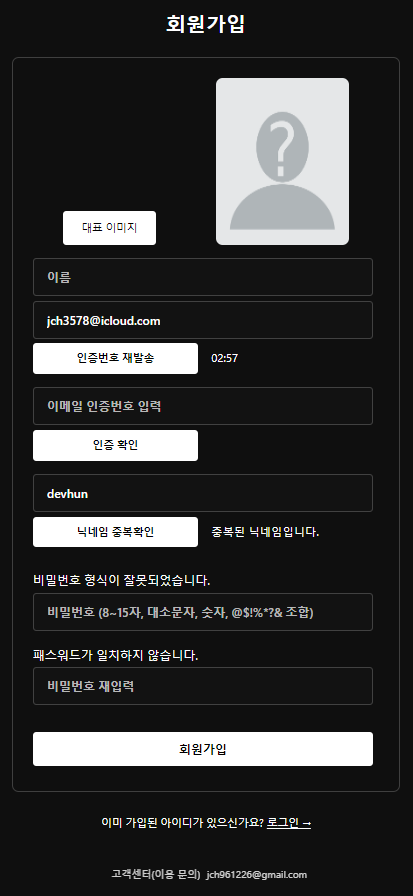 회원가입
?
대표 이미지
이름
jch3578@icloud.com
인증번호 재발송 02:57
이메일 인증번호 입력
인증 확인
devhun
닉네임 중복확인 중복된 닉네임입니다.
비밀번호 형식이 잘못되었습니다.
비밀번호 (8~15자, 대소문자, 숫자, @$!%*?& 조합)
패스워드가 일치하지 않습니다.
비밀번호 재입력
회원가입
이미 가입된 아이디가 있으신가요? 로그인 →
고객센터(이용 문의) jch961226@gmail.com